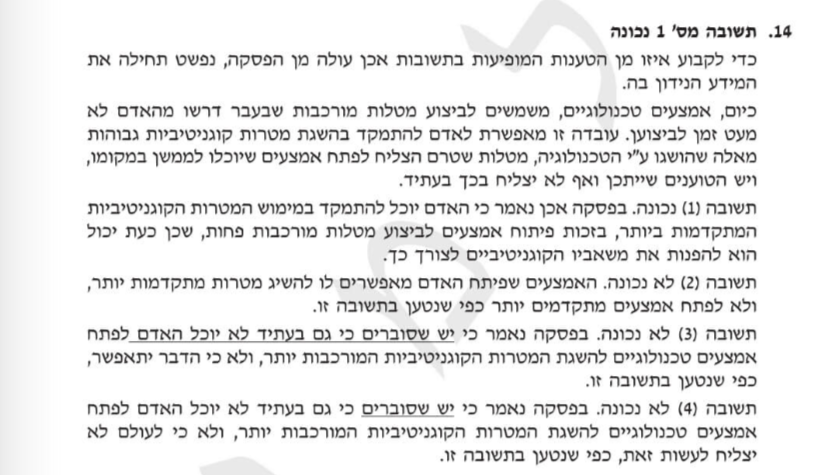 14. תשובה מס' 1 נכונה
כדי לקבוע איזו מן הטענות המופיעות בתשובות אכן עולה מן הפסקה, נפשט תחילה את
המידע הנידון בה.
כיום, אמצעים טכנולוגיים, משמשים לביצוע מטלות מורכבות שבעבר דרשו מהאדם לא
מעט זמן לביצוען. עובדה זו מאפשרת לאדם להתמקד בהשגת מטרות קוגניטיביות גבוהות
מאלה שהושגו ע"י הטכנולוגיה, מטלות שטרם הצליח לפתח אמצעים שיוכלו לממשן במקומו,
ויש הטוענים שייתכן ואף לא יצליח בכך בעתיד.
תשובה (1) נכונה. בפסקה אכן נאמר כי האדם יוכל להתמקד במימוש המטרות הקוגניטיביות
המתקדמות ביותר, בזכות פיתוח אמצעים לביצוע מטלות מורכבות פחות, שכן כעת יכול
הוא להפנות את משאביו הקוגניטיביים לצורך כך.
תשובה (2) לא נכונה. האמצעים שפיתח האדם מאפשרים לו להשיג מטרות מתקדמות יותר,
ולא לפתח אמצעים מתקדמים יותר כפי שנטען בתשובה זו.
תשובה (3) לא נכונה. בפסקה נאמר כי יש שסוברים כי גם בעתיד לא יוכל האדם לפתח
אמצעים טכנולוגיים להשגת המטרות הקוגניטיביות המורכבות יותר, ולא כי הדבר יתאפשר,
כפי שנטען בתשובה זו.
תשובה (4) לא נכונה. בפסקה נאמר כי יש שסוברים כי גם בעתיד לא יוכל האדם לפתח
אמצעים טכנולוגיים להשגת המטרות הקוגניטיביות המורכבות יותר, ולא כי לעולם לא
יצליח לעשות זאת, כפי שנטען בתשובה זו.